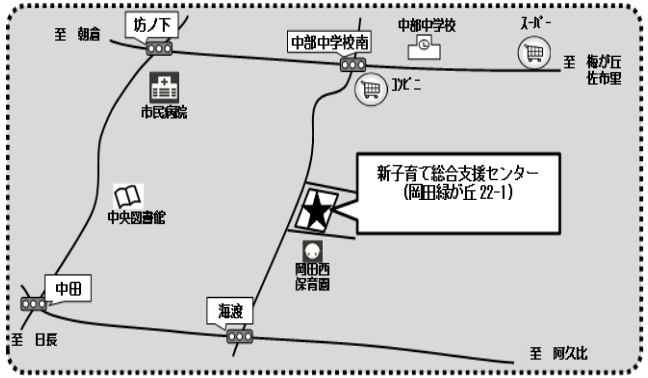 坊ノ下
至 朝倉
中部中学校南
中部中学校
スーパー
至 梅が丘
佐布里
コンビニ
市民病院
新子育て総合支援センター
(岡田緑が丘 22-1)
中央図書館
岡田西
保育園
中田
海渡
至 日長
至 阿久比